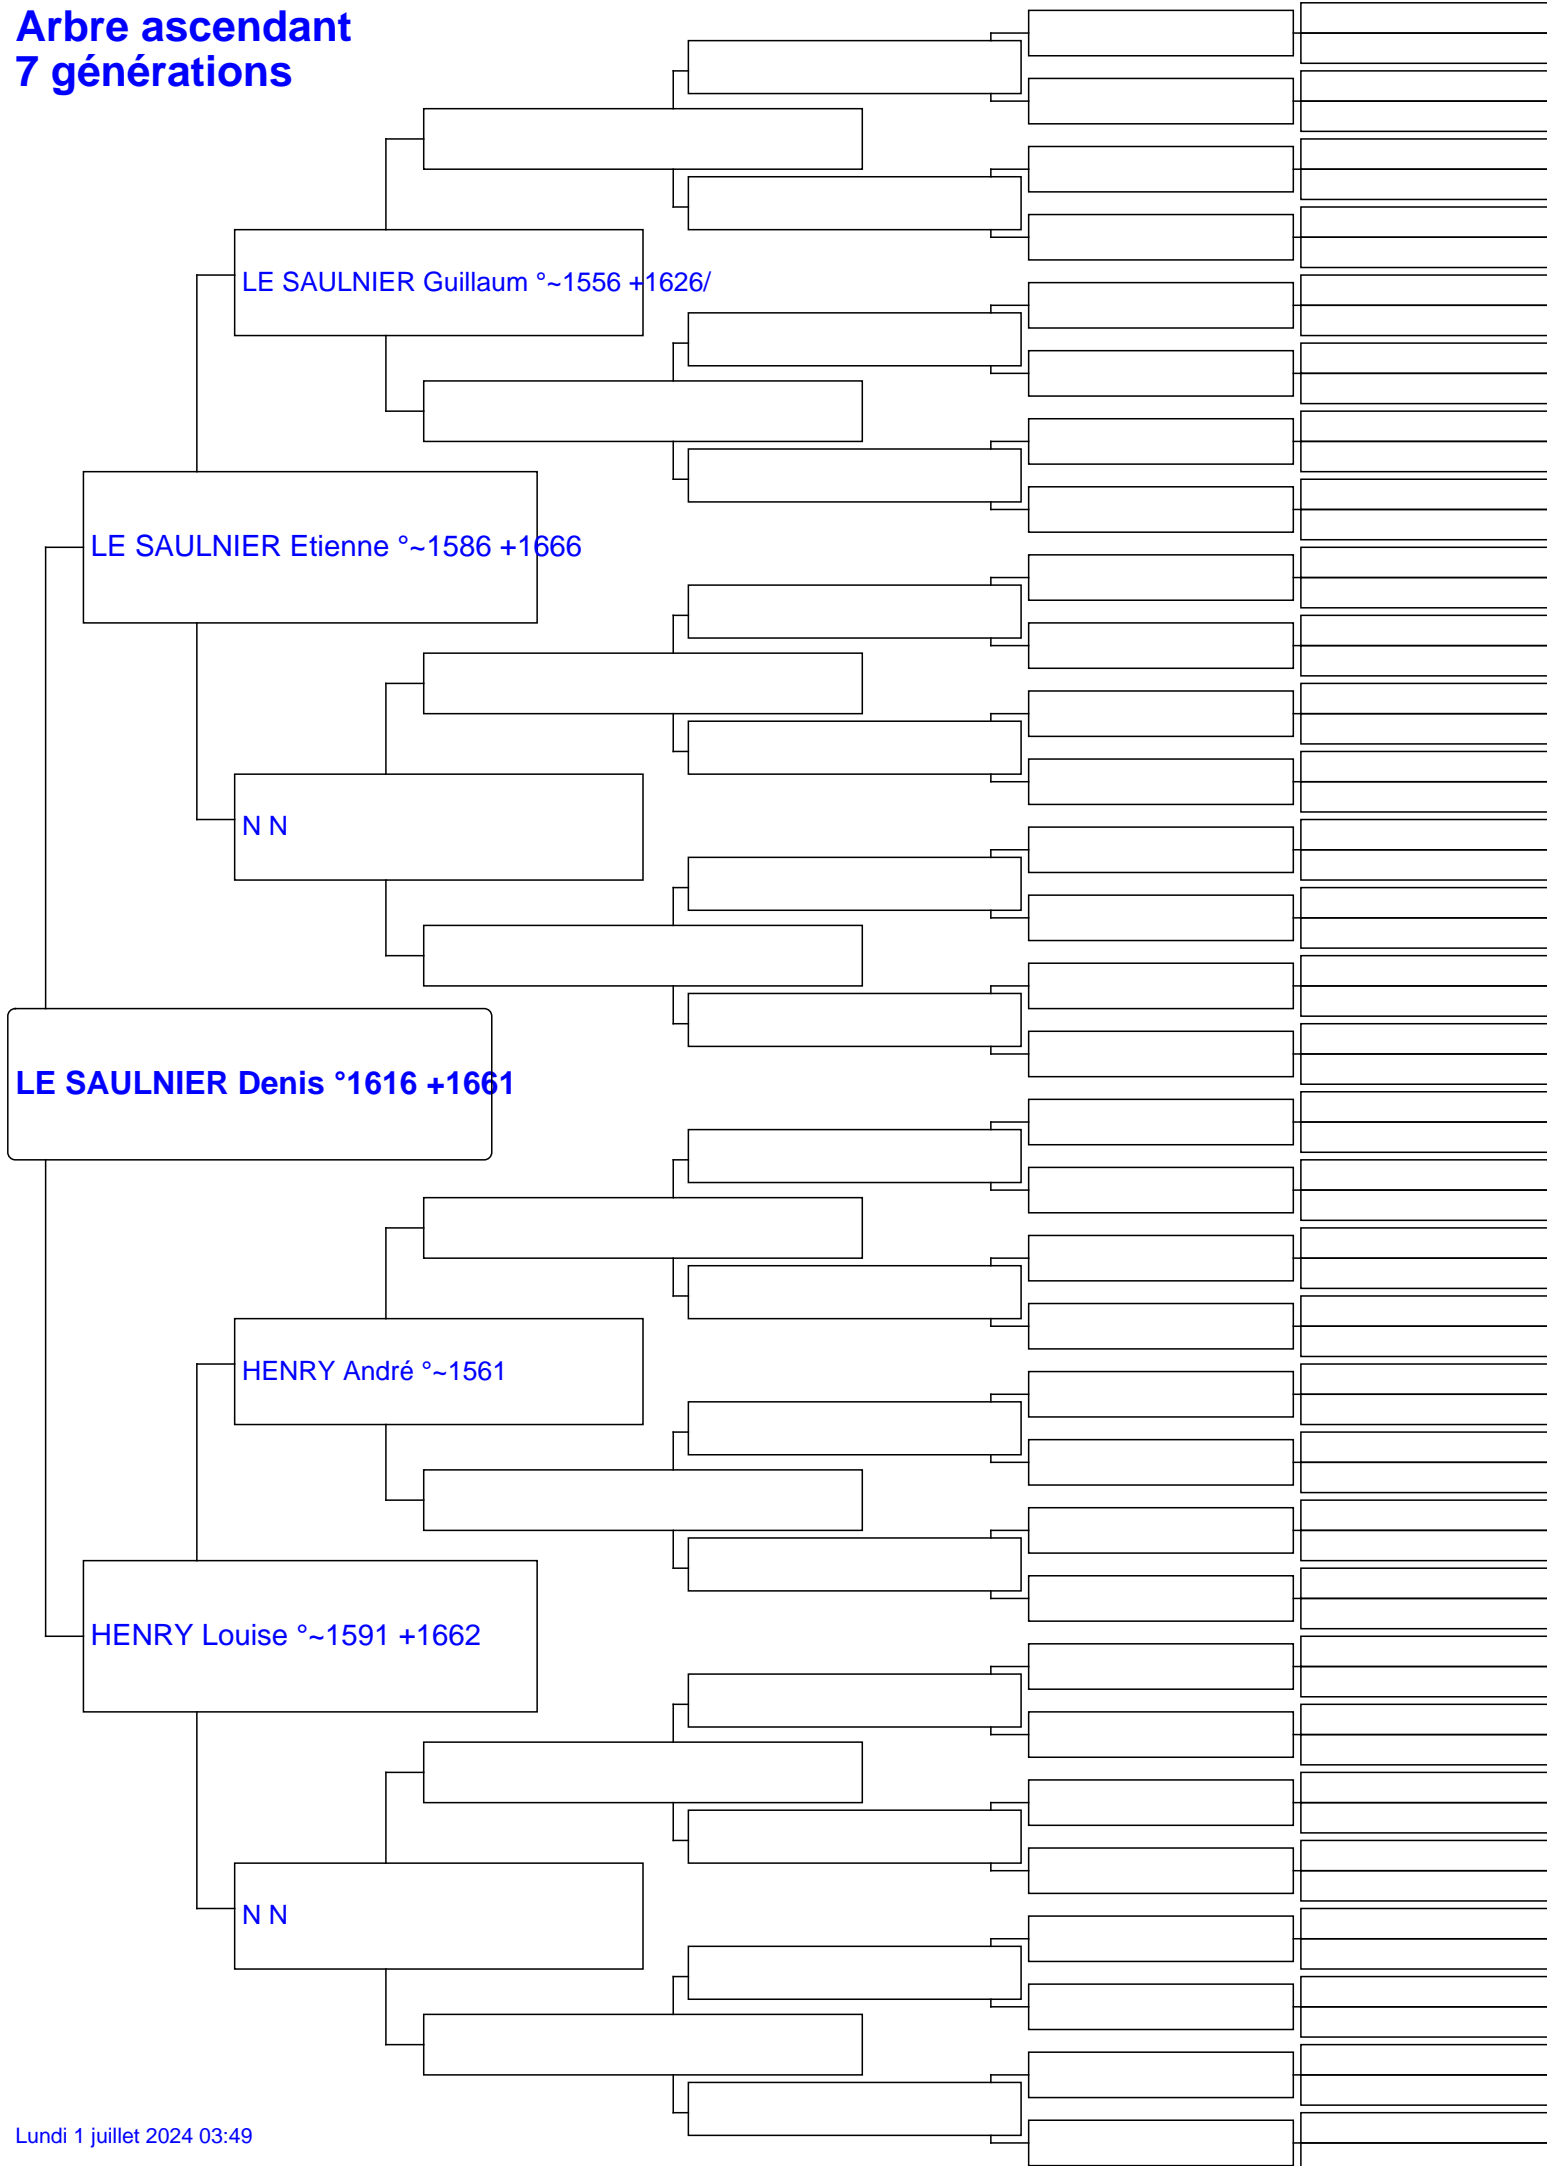 Arbre ascendant
7 générations
LE SAULNIER Guillaum °~1556 +1626/
LE SAULNIER Etienne °~1586 +1666
N N
LE SAULNIER Denis °1616 +1661
HENRY André °~1561
HENRY Louise °~1591 +1662
N N
Lundi 1 juillet 2024 03:49